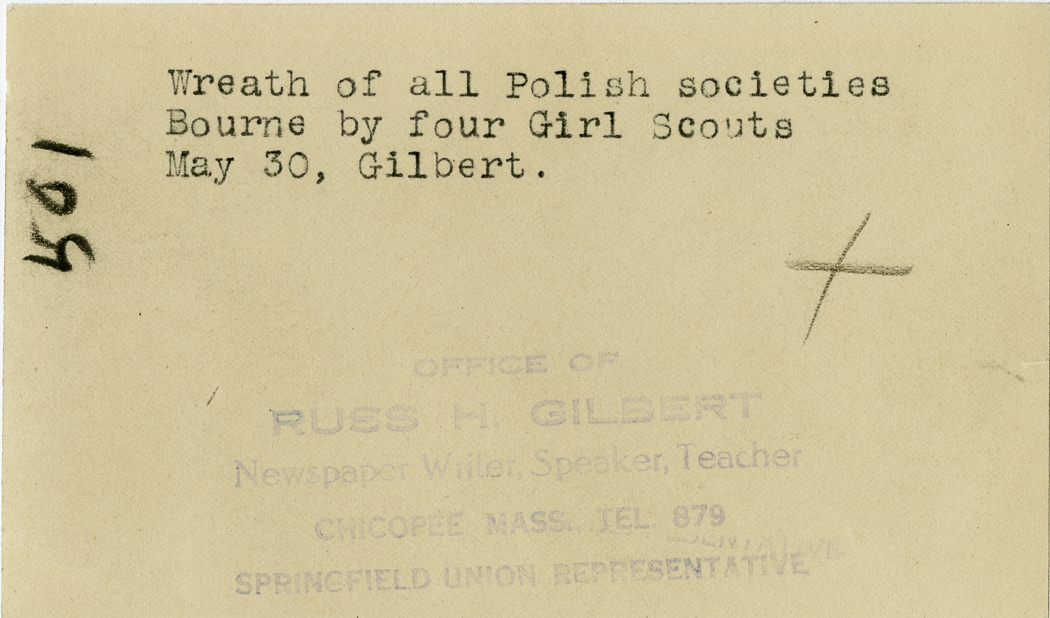 Wreath of all Polish societies
Bourne by four Girl Scouts
May 30, Gilbert.
501
OFFICE OF
RUSS H. GILBERT
Newspaper Writer, Speaker, Teacher
CHICOPEE MASS., TEL. 879
SPRINGFIELD UNION REPRESENTATIVE